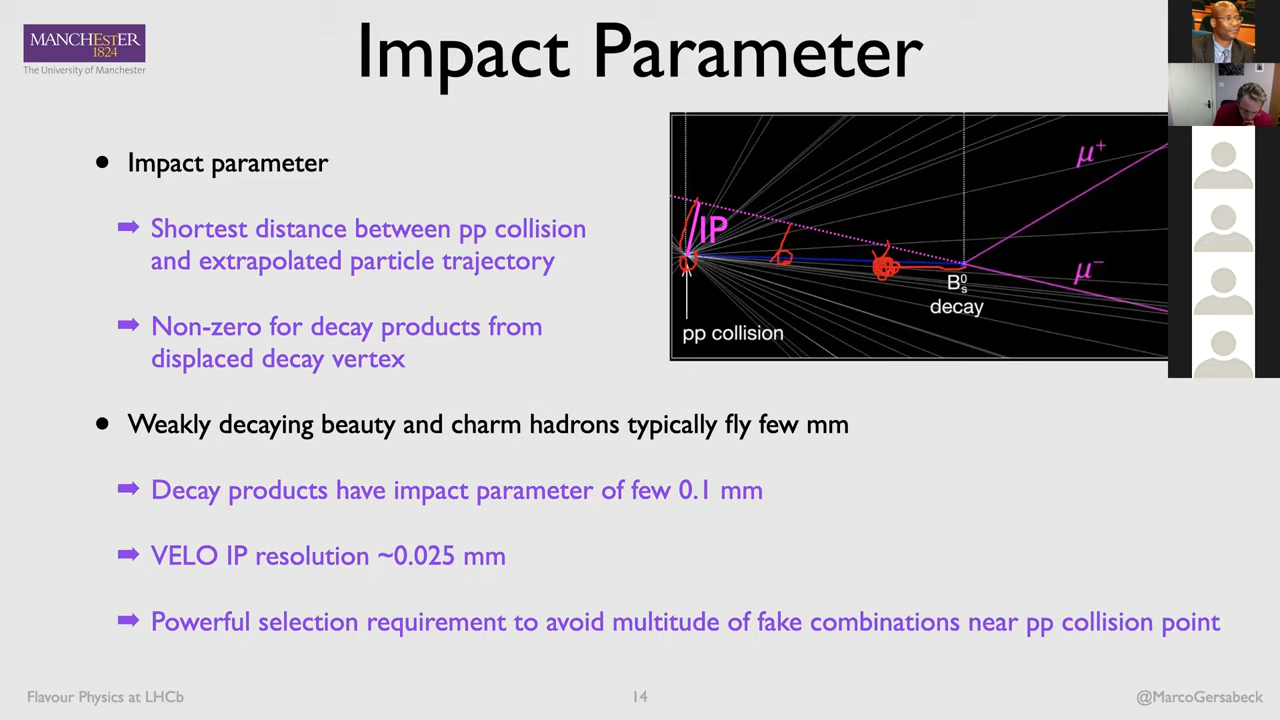 MANCHESTER
1824
The University of Manchester
Impact Parameter
• Impact parameter
➡ Shortest distance between pp collision
and extrapolated particle trajectory
➡ Non-zero for decay products from
displaced decay vertex
μ+
IP
μ−
B⁰s
decay
pp collision
• Weakly decaying beauty and charm hadrons typically fly few mm
➡ Decay products have impact parameter of few 0.1 mm
➡ VELO IP resolution ~0.025 mm
➡ Powerful selection requirement to avoid multitude of fake combinations near pp collision point
Flavour Physics at LHCb
14
@MarcoGersabeck